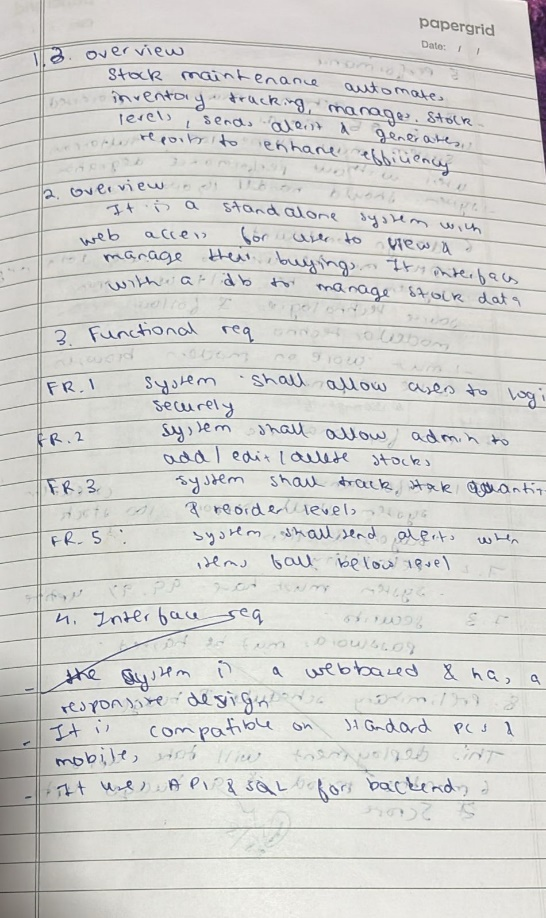 papergrid
Date: / /
1.3. overview
Stock maintenance automates
inventory tracking, manages stock
levels, sends alert & generates
reports to enhance efficiency
2. overview
It is a standalone system with
web access for user to view &
manage their buyings. It interfaces
with a db to manage stock data
3. Functional req
FR.1 System shall allow users to logi
securely
FR.2 System shall allow admin to
add / edit / delete stocks
FR.3 System shall track stock quantit
& reorder levels
FR.5 : System shall send alerts when
items fall below level
4. Interface req
- the System is a webbased & has a
responsive design
- It is compatible on standard pcs &
mobiles
- It uses API & SQL for backend